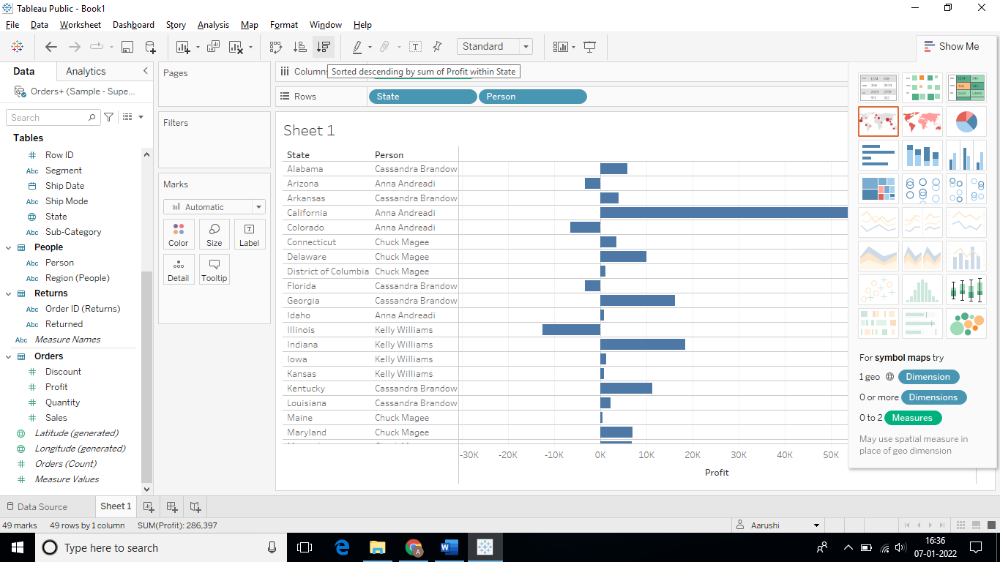 Tableau Public - Book1
File Data Worksheet Dashboard Story Analysis Map Format Window Help
Standard
Show Me
Data Analytics
Orders+ (Sample - Supe...
Search
Tables
Row ID
Abc Segment
Ship Date
Abc Ship Mode
State
Abc Sub-Category
People
Abc Person
Abc Region (People)
Returns
Abc Order ID (Returns)
Abc Returned
Abc Measure Names
Orders
Discount
Profit
Quantity
Sales
Latitude (generated)
Longitude (generated)
Orders (Count)
Measure Values
Pages
Filters
Marks
Automatic
Color Size Label
Detail Tooltip
Columns
Sorted descending by sum of Profit within State
Rows State Person
Sheet 1
State Person
Alabama Cassandra Brandow
Arizona Anna Andreadi
Arkansas Cassandra Brandow
California Anna Andreadi
Colorado Anna Andreadi
Connecticut Chuck Magee
Delaware Chuck Magee
District of Columbia Chuck Magee
Florida Cassandra Brandow
Georgia Cassandra Brandow
Idaho Anna Andreadi
Illinois Kelly Williams
Indiana Kelly Williams
Iowa Kelly Williams
Kansas Kelly Williams
Kentucky Cassandra Brandow
Louisiana Cassandra Brandow
Maine Chuck Magee
Maryland Chuck Magee
-30K -20K -10K 0K 10K 20K 30K 40K 50K
Profit
For symbol maps try
1 geo Dimension
0 or more Dimensions
0 to 2 Measures
May use spatial measure in
place of geo dimension
Data Source Sheet 1
49 marks 49 rows by 1 column SUM(Profit): 286,397
Aarushi
Type here to search
16:36
07-01-2022